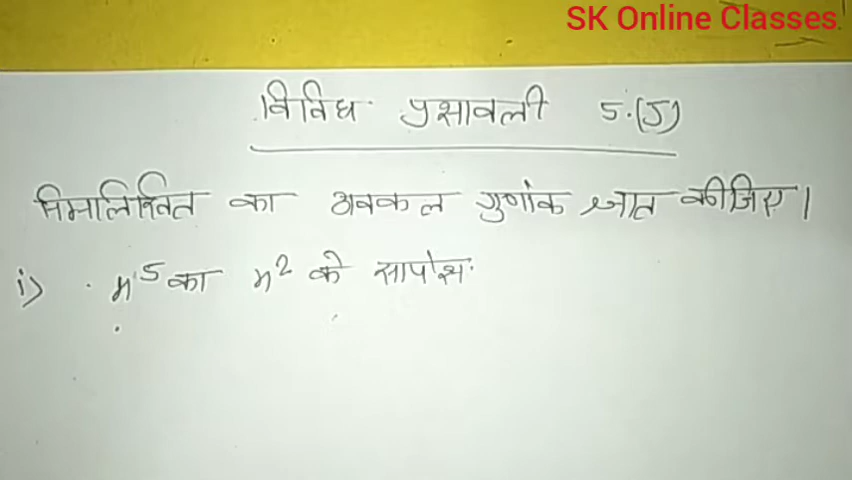 SK Online Classes
विविध प्रश्नावली 5.(J)
निम्नलिखित का अवकल गुणांक ज्ञात कीजिए।
i) x⁵ का x² के सापेक्ष